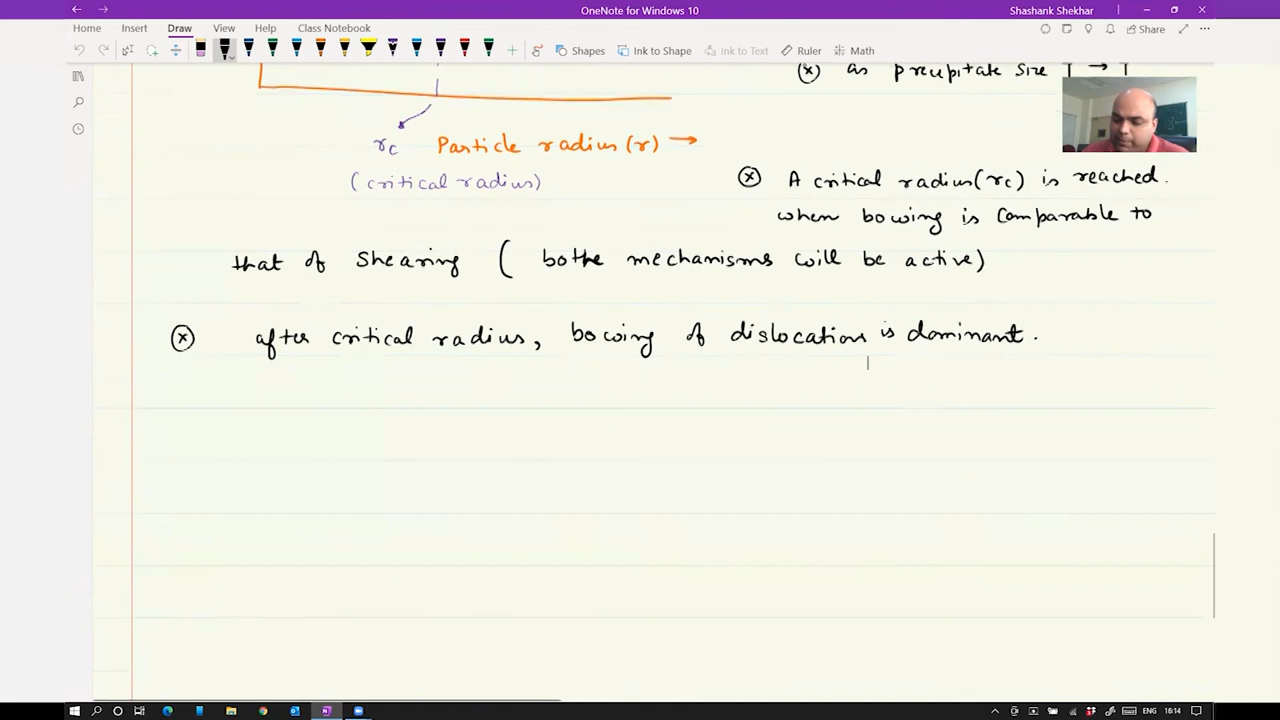 OneNote for Windows 10
Shashank Shekhar
Home Insert Draw View Help Class Notebook
Share
Shapes Ink to Shape Ink to Text Ruler Math
as precipitate size ↑ → ↑
rc Particle radius (r) →
(critical radius)
A critical radius (rc) is reached.
when bowing is comparable to
that of shearing ( bothe mechanisms will be active)
after critical radius, bowing of dislocation is dominant.
ENG 16:14